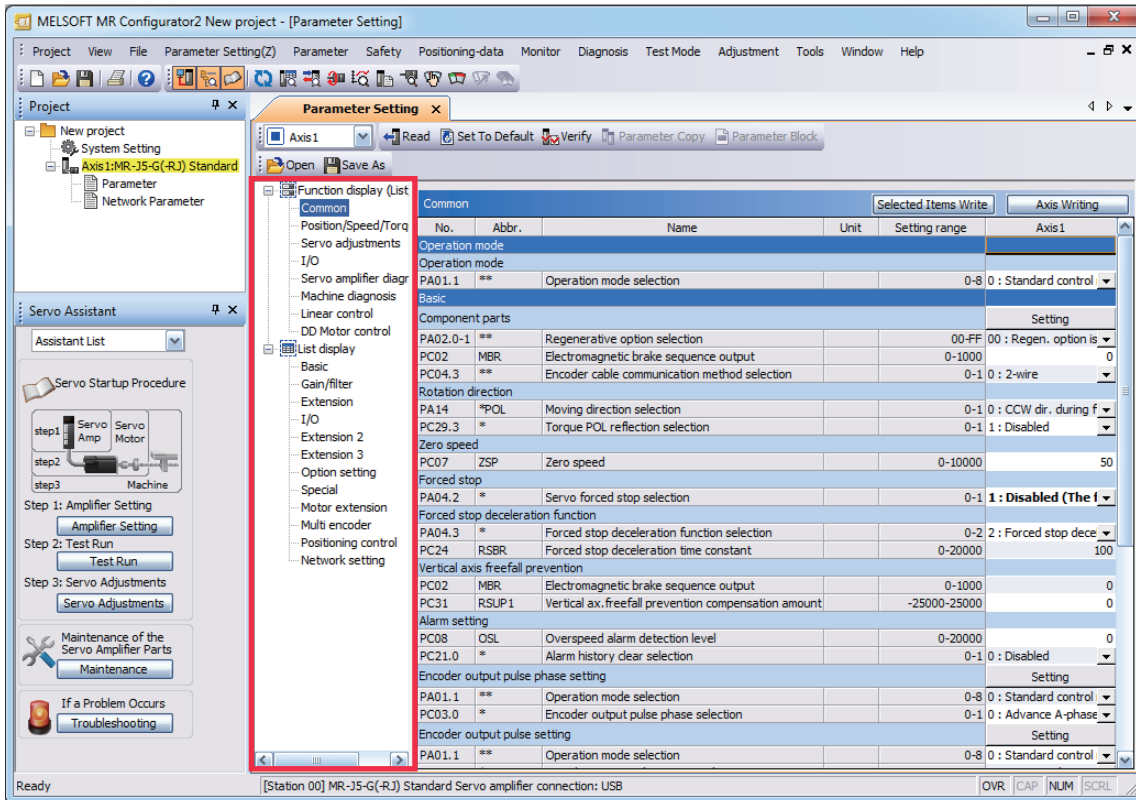 MELSOFT MR Configurator2 New project - [Parameter Setting]
Project View File Parameter Setting(Z) Parameter Safety Positioning-data Monitor Diagnosis Test Mode Adjustment Tools Window Help
Project
New project
System Setting
Axis1:MR-J5-G(-RJ) Standard
Parameter
Network Parameter
Servo Assistant
Assistant List
Servo Startup Procedure
step1
Servo Amp
Servo Motor
step2
step3
Machine
Step 1: Amplifier Setting
Amplifier Setting
Step 2: Test Run
Test Run
Step 3: Servo Adjustments
Servo Adjustments
Maintenance of the
Servo Amplifier Parts
Maintenance
If a Problem Occurs
Troubleshooting
Parameter Setting
Axis1 Read Set To Default Verify Parameter Copy Parameter Block
Open Save As
Function display (List
Common
Position/Speed/Torq
Servo adjustments
I/O
Servo amplifier diagr
Machine diagnosis
Linear control
DD Motor control
List display
Basic
Gain/filter
Extension
I/O
Extension 2
Extension 3
Option setting
Special
Motor extension
Multi encoder
Positioning control
Network setting
Common Selected Items Write Axis Writing
No. Abbr. Name Unit Setting range Axis1
Operation mode
Operation mode
PA01.1 ** Operation mode selection 0-8 0 : Standard control
Basic
Component parts Setting
PA02.0-1 ** Regenerative option selection 00-FF 00 : Regen. option is
PC02 MBR Electromagnetic brake sequence output 0-1000 0
PC04.3 ** Encoder cable communication method selection 0-1 0 : 2-wire
Rotation direction
PA14 *POL Moving direction selection 0-1 0 : CCW dir. during f
PC29.3 * Torque POL reflection selection 0-1 1 : Disabled
Zero speed
PC07 ZSP Zero speed 0-10000 50
Forced stop
PA04.2 * Servo forced stop selection 0-1 1 : Disabled (The f
Forced stop deceleration function
PA04.3 * Forced stop deceleration function selection 0-2 2 : Forced stop dece
PC24 RSBR Forced stop deceleration time constant 0-20000 100
Vertical axis freefall prevention
PC02 MBR Electromagnetic brake sequence output 0-1000 0
PC31 RSUP1 Vertical ax.freefall prevention compensation amount -25000-25000 0
Alarm setting
PC08 OSL Overspeed alarm detection level 0-20000 0
PC21.0 * Alarm history clear selection 0-1 0 : Disabled
Encoder output pulse phase setting Setting
PA01.1 ** Operation mode selection 0-8 0 : Standard control
PC03.0 * Encoder output pulse phase selection 0-1 0 : Advance A-phase
Encoder output pulse setting Setting
PA01.1 ** Operation mode selection 0-8 0 : Standard control
Ready [Station 00] MR-J5-G(-RJ) Standard Servo amplifier connection: USB OVR CAP NUM SCRL